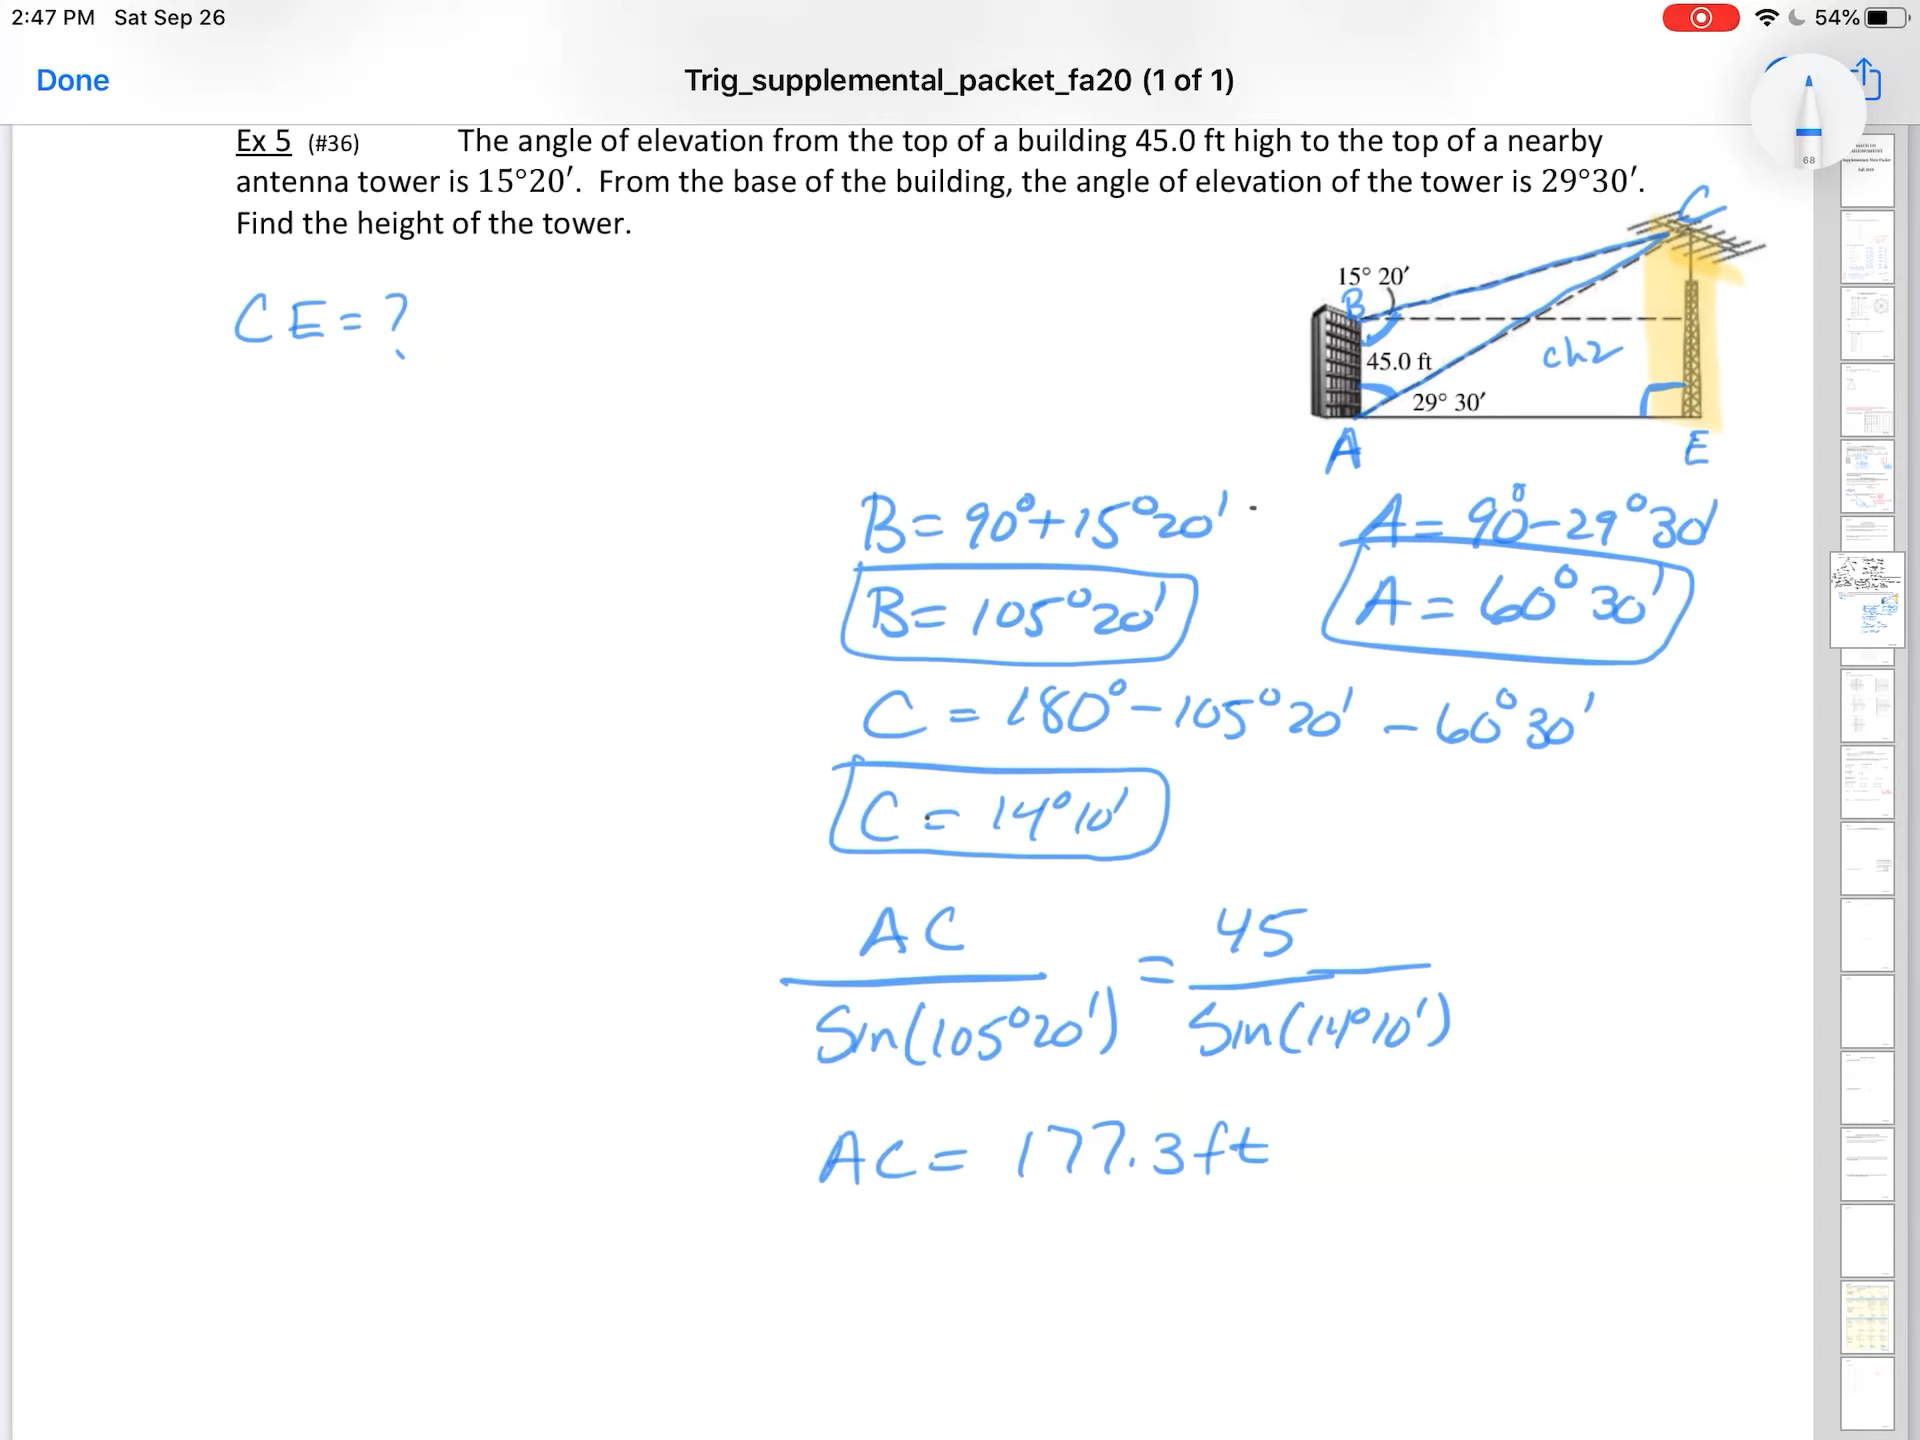 2:47 PM Sat Sep 26
54%
Done
Trig_supplemental_packet_fa20 (1 of 1)
68
Ex 5 (#36) The angle of elevation from the top of a building 45.0 ft high to the top of a nearby
antenna tower is 15°20′. From the base of the building, the angle of elevation of the tower is 29°30′.
Find the height of the tower.
C
15° 20′
B
CE = ?
45.0 ft
ch2
29° 30′
A
E
B = 90° + 15°20'
A = 90° - 29°30'
B = 105°20'
A = 60°30'
C = 180° - 105°20' - 60°30'
C = 14°10'
AC
45
=
Sin(105°20')
Sin(14°10')
AC = 177.3 ft